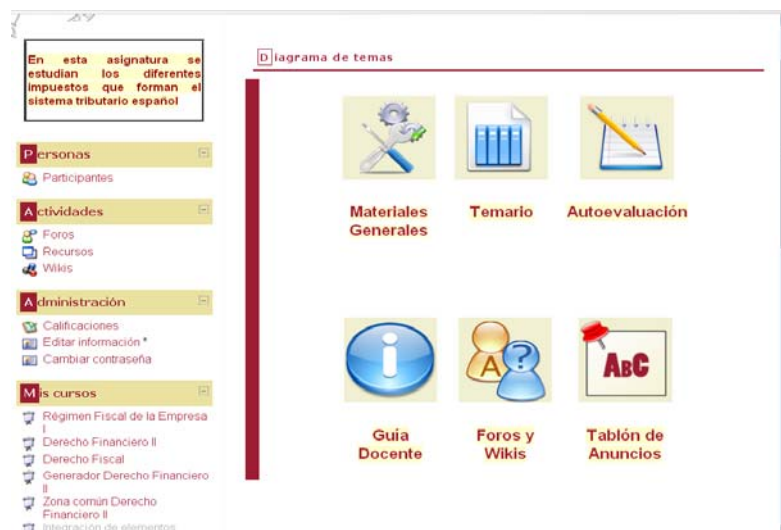 En esta asignatura se
estudian los diferentes
impuestos que forman el
sistema tributario español
Personas
Participantes
Actividades
Foros
Recursos
Wikis
Administración
Calificaciones
Editar información *
Cambiar contraseña
Mis cursos
Régimen Fiscal de la Empresa
I
Derecho Financiero II
Derecho Fiscal
Generador Derecho Financiero
II
Zona común Derecho
Financiero II
Integración de elementos
Diagrama de temas
Materiales
Generales
Temario
Autoevaluación
A
?
ABC
Guia
Docente
Foros y
Wikis
Tablón de
Anuncios